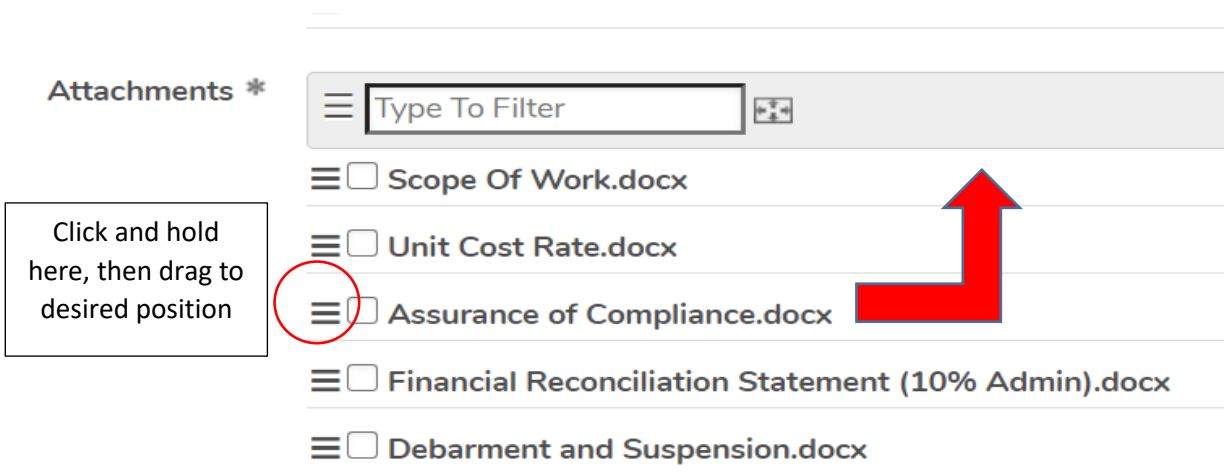 Attachments *
Type To Filter
Scope Of Work.docx
Click and hold
here, then drag to
desired position
Unit Cost Rate.docx
Assurance of Compliance.docx
Financial Reconciliation Statement (10% Admin).docx
Debarment and Suspension.docx